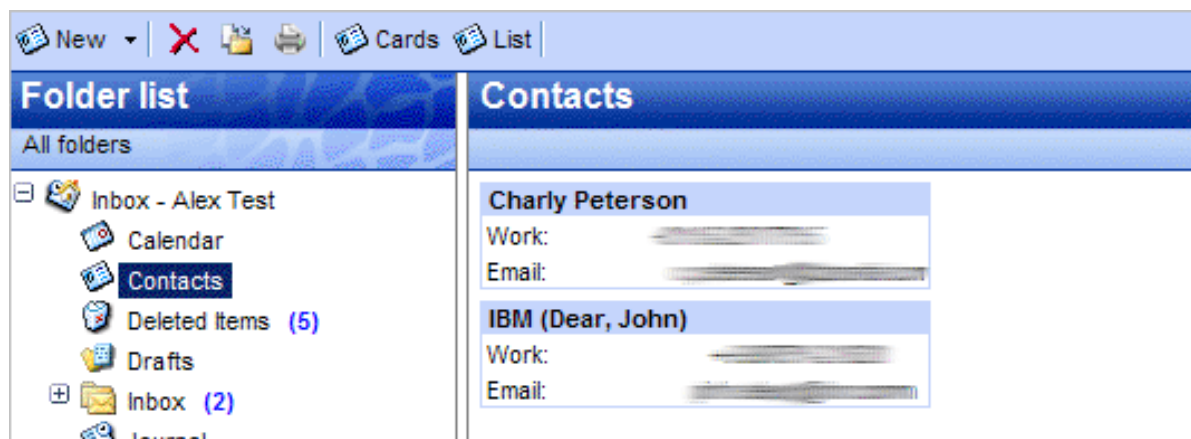 New Cards List
Folder list
All folders
Inbox - Alex Test
Calendar
Contacts
Deleted Items (5)
Drafts
Inbox (2)
Journal
Contacts
Charly Peterson
Work:
Email:
IBM (Dear, John)
Work:
Email: